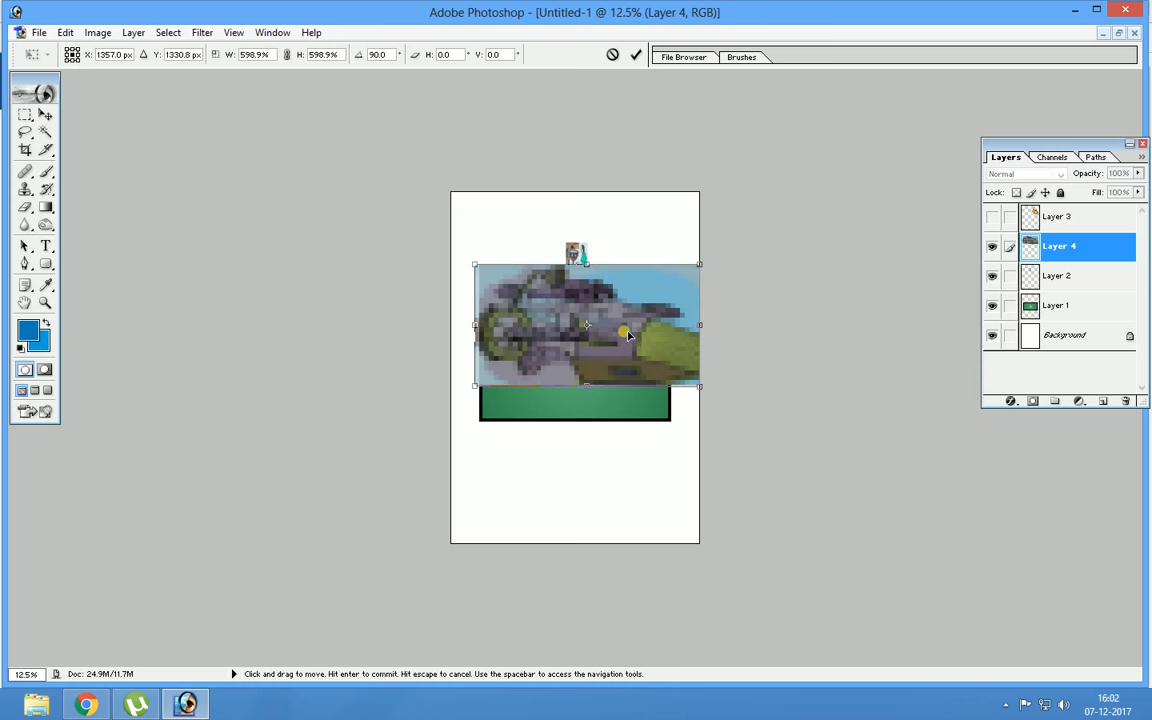 Adobe Photoshop - [Untitled-1 @ 12.5% (Layer 4, RGB)]
File Edit Image Layer Select Filter View Window Help
X: 1357.0 px Y: 1330.8 px W: 598.9% H: 598.9% 90.0 ° H: 0.0 ° V: 0.0 ° File Browser Brushes
Layers Channels Paths
Normal Opacity: 100%
Lock: Fill: 100%
Layer 3
Layer 4
Layer 2
Layer 1
Background
T
12.5% Doc: 24.9M/11.7M Click and drag to move. Hit enter to commit. Hit escape to cancel. Use the spacebar to access the navigation tools.
16:02
07-12-2017